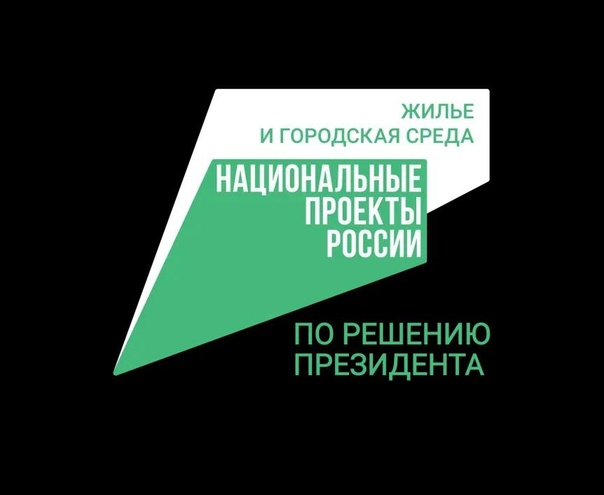 ЖИЛЬЕ
И ГОРОДСКАЯ СРЕДА
НАЦИОНАЛЬНЫЕ
ПРОЕКТЫ
РОССИИ
ПО РЕШЕНИЮ
ПРЕЗИДЕНТА